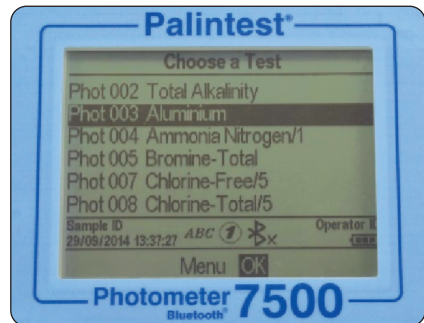 Palintest®
Choose a Test
Phot 002 Total Alkalinity
Phot 003 Aluminium
Phot 004 Ammonia Nitrogen/1
Phot 005 Bromine-Total
Phot 007 Chlorine-Free/5
Phot 008 Chlorine-Total/5
Sample ID Operator
29/09/2014 13:37:27 ABC 1
Menu OK
Photometer 7500
Bluetooth®